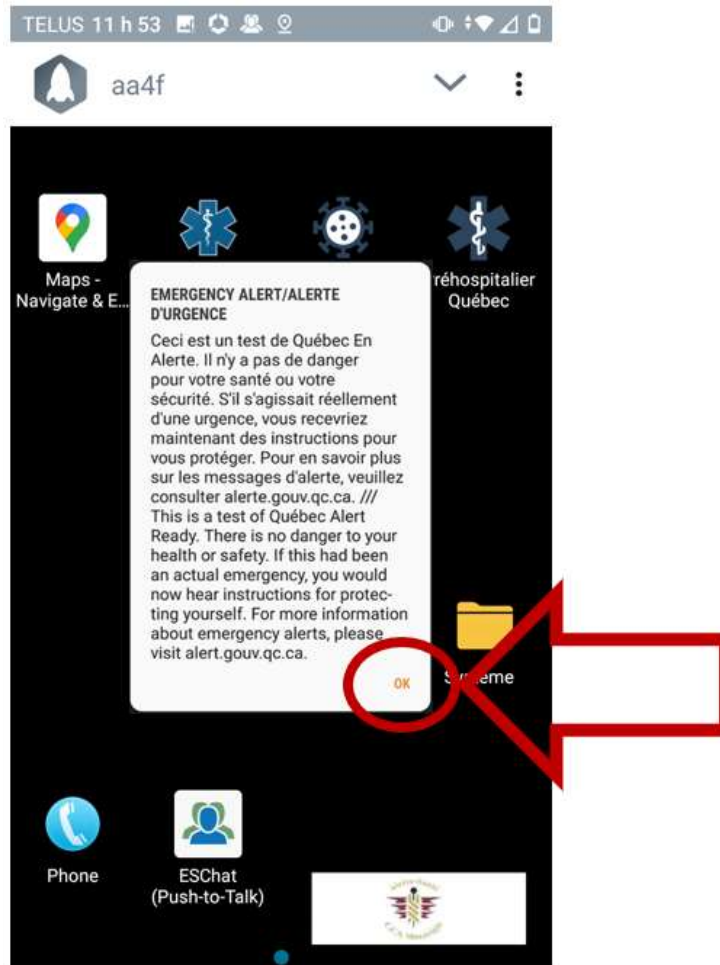 TELUS 11 h 53
aa4f
Maps -
Navigate & E...
réhospitalier
Québec
EMERGENCY ALERT/ALERTE
D'URGENCE
Ceci est un test de Québec En
Alerte. Il n'y a pas de danger
pour votre santé ou votre
sécurité. S'il s'agissait réellement
d'une urgence, vous recevriez
maintenant des instructions pour
vous protéger. Pour en savoir plus
sur les messages d'alerte, veuillez
consulter alerte.gouv.qc.ca. ///
This is a test of Québec Alert
Ready. There is no danger to your
health or safety. If this had been
an actual emergency, you would
now hear instructions for protec-
ting yourself. For more information
about emergency alerts, please
visit alert.gouv.qc.ca.
OK
Système
Phone
ESChat
(Push-to-Talk)